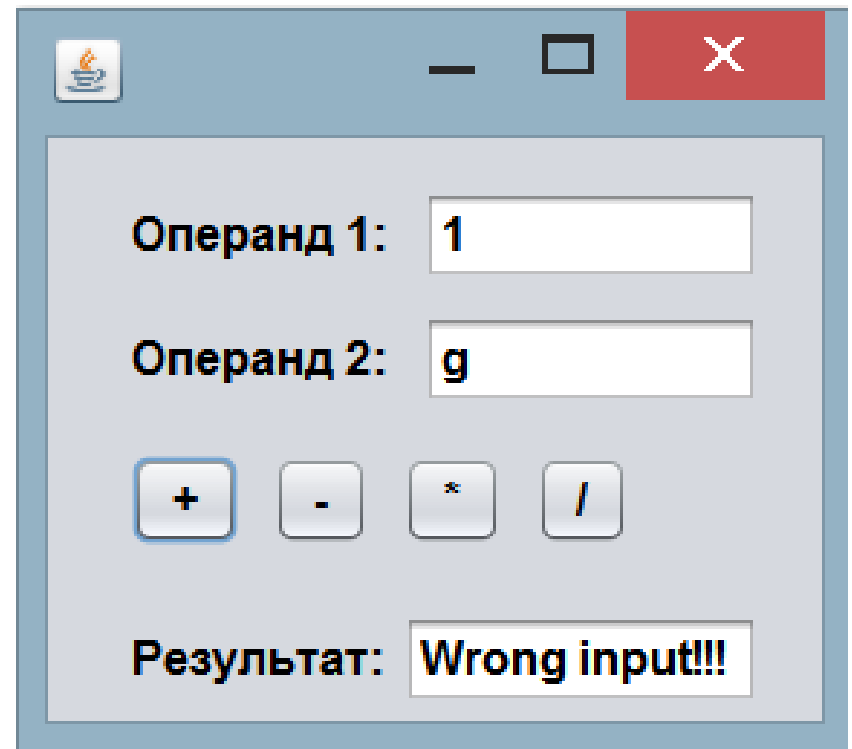 Операнд 1: 1
Операнд 2: g
+ - * /
Результат: Wrong input!!!